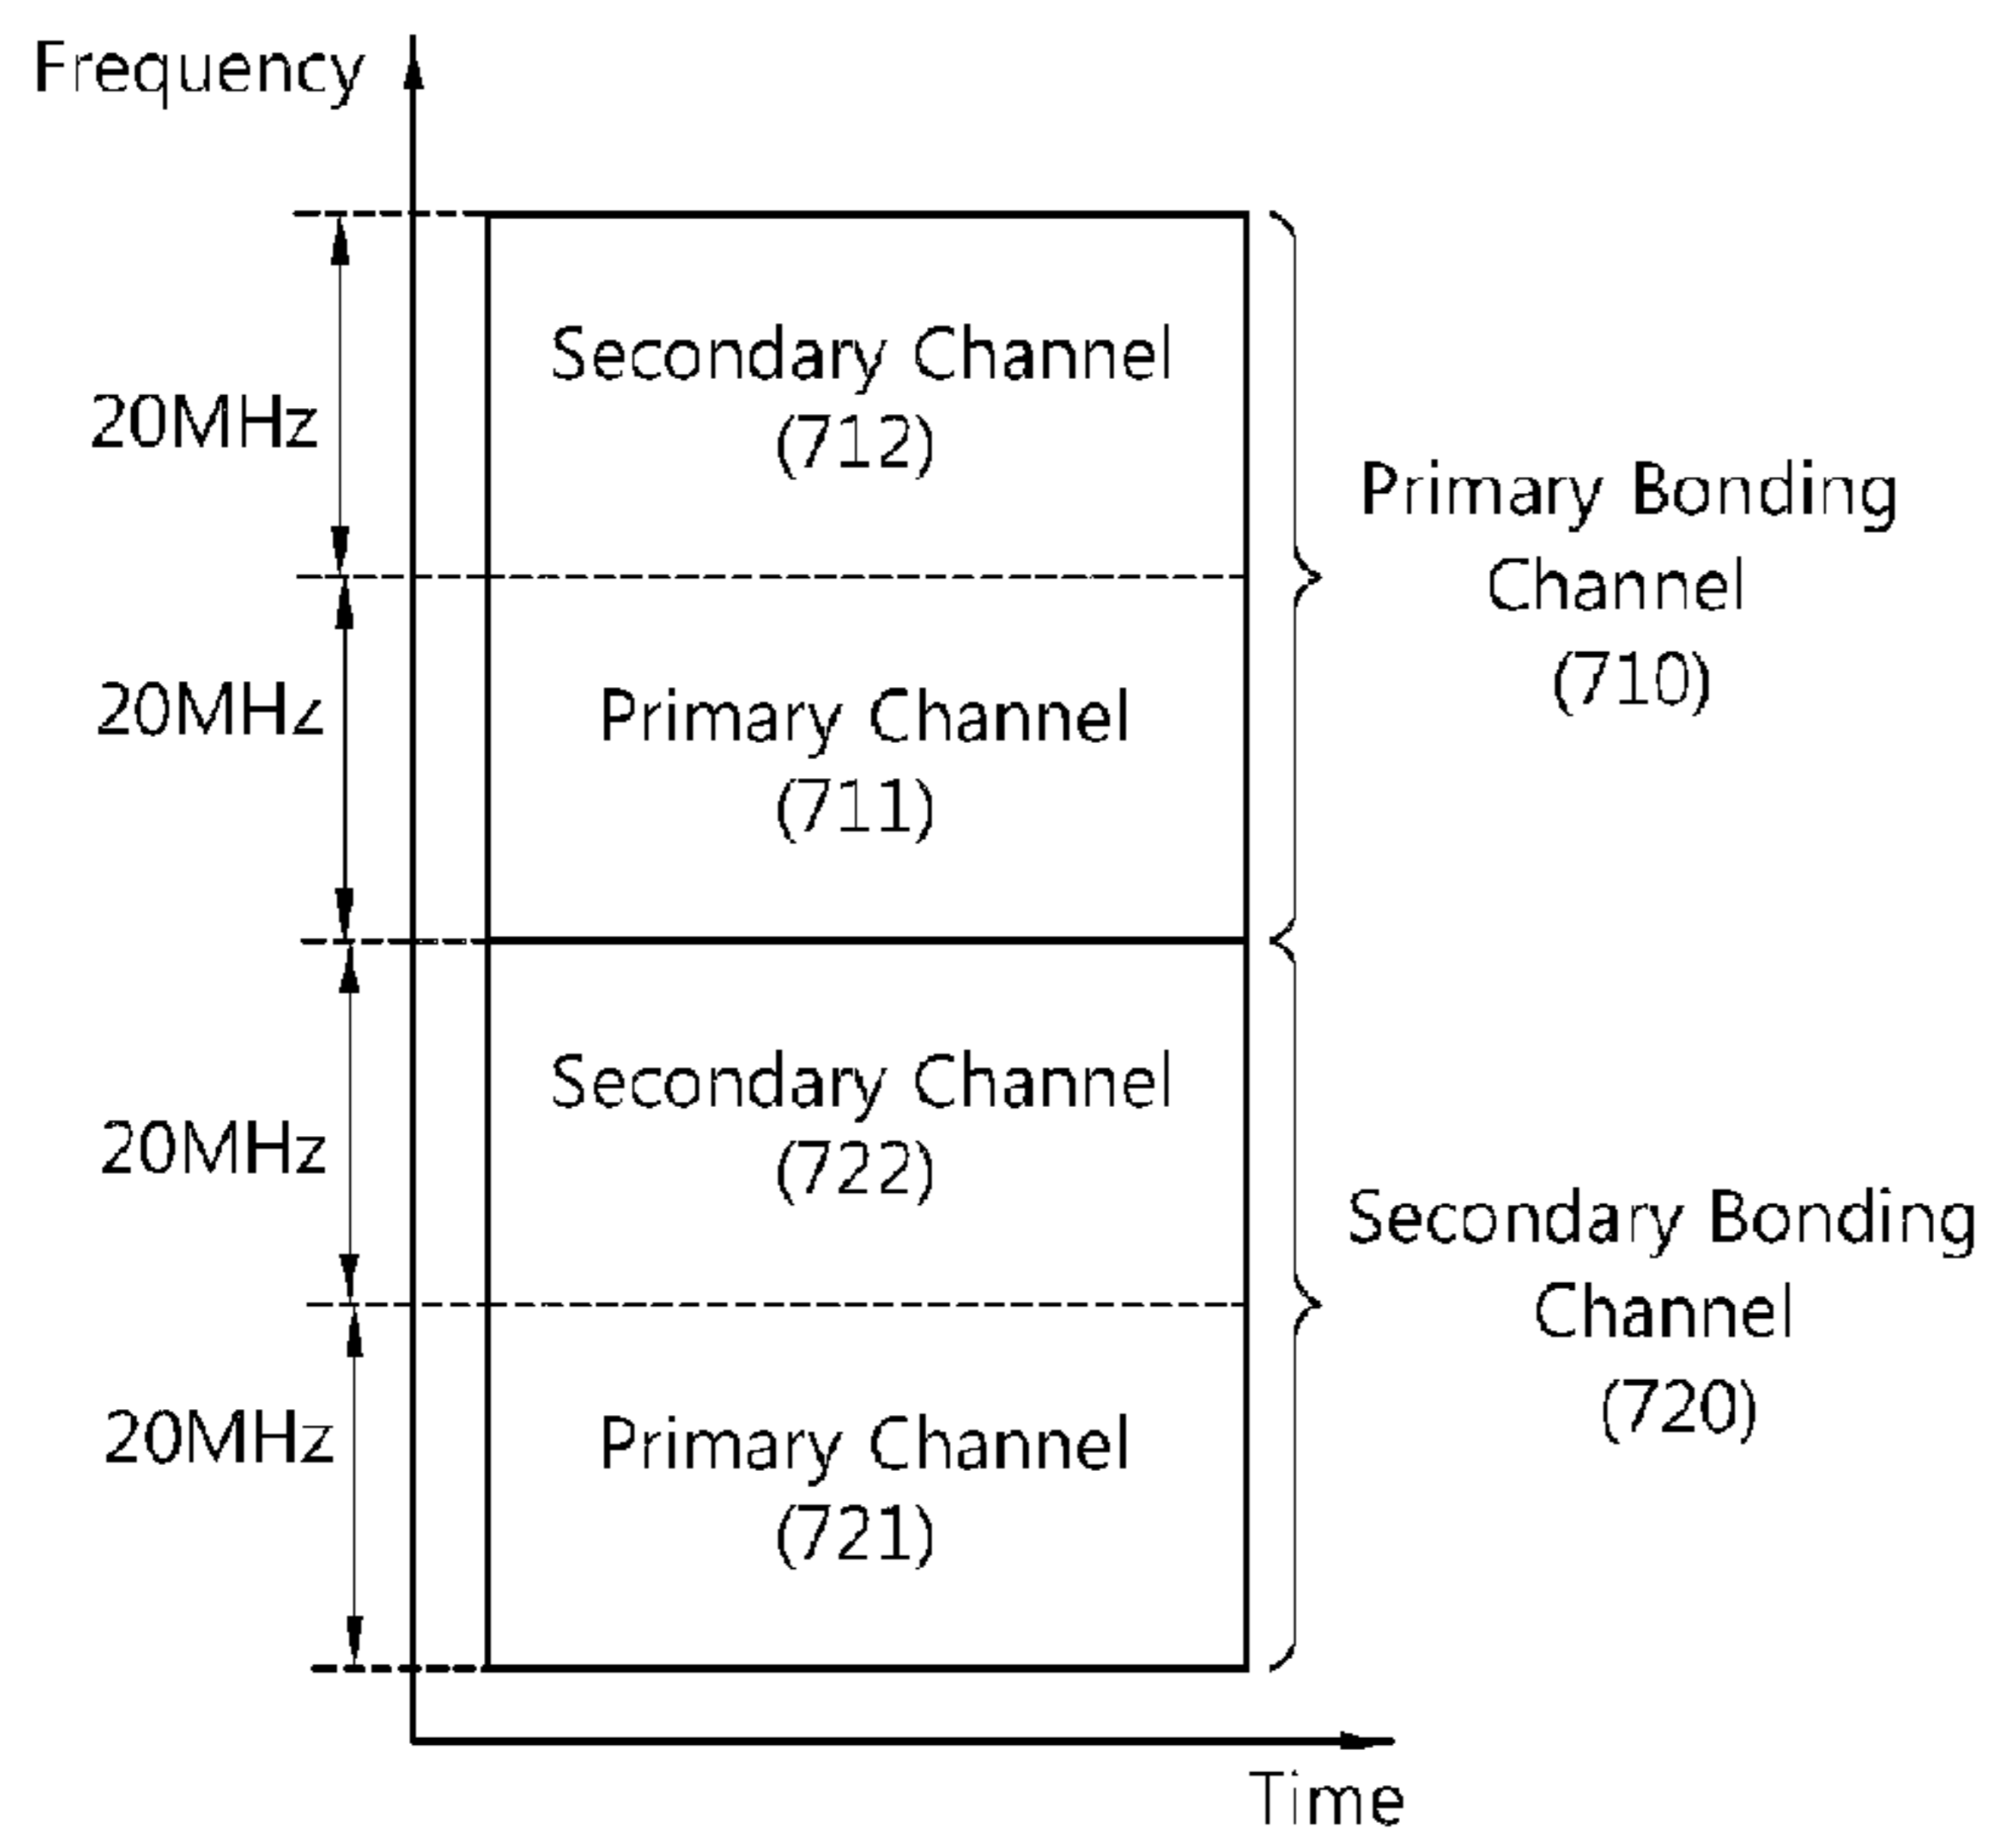 Frequency
Secondary Channel
(712)
20MHz
Primary Bonding
Channel
(710)
20MHz
Primary Channel
(711)
Secondary Channel
(722)
20MHz
Secondary Bonding
Channel
(720)
20MHz
Primary Channel
(721)
Time